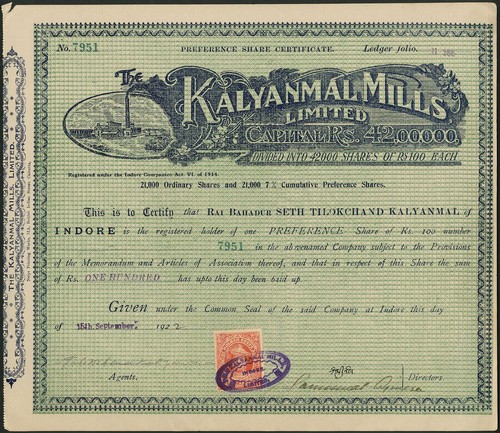 No. 7951 PREFERENCE SHARE CERTIFICATE. Ledger folio.
The KALYANMAL MILLS
LIMITED
CAPITAL RS. 42,00000.
DIVIDED INTO 42000 SHARES OF RS 100 EACH
Registered under the Indore Companies Act. VI. of 1914.
21,000 Ordinary Shares and 21,000 7% Cumulative Preference Shares.
This is to Certify that RAI BAHADUR SETH TILOKCHAND KALYANMAL of
INDORE is the registered holder of one PREFERENCE Share of Rs. 100 number
7951 in the abovenamed Company subject to the Provisions
of the Memorandum and Articles of Association thereof, and that in respect of this Share the sum
of Rs. ONE HUNDRED has upto this day been paid up.
Given under the Common Seal of the said Company at Indore this day
of 15th. September. 1922
Agents. Directors.
THE KALYANMAL MILLS, LIMITED.
KALYANMAL MILLS
INDORE
LIMITED